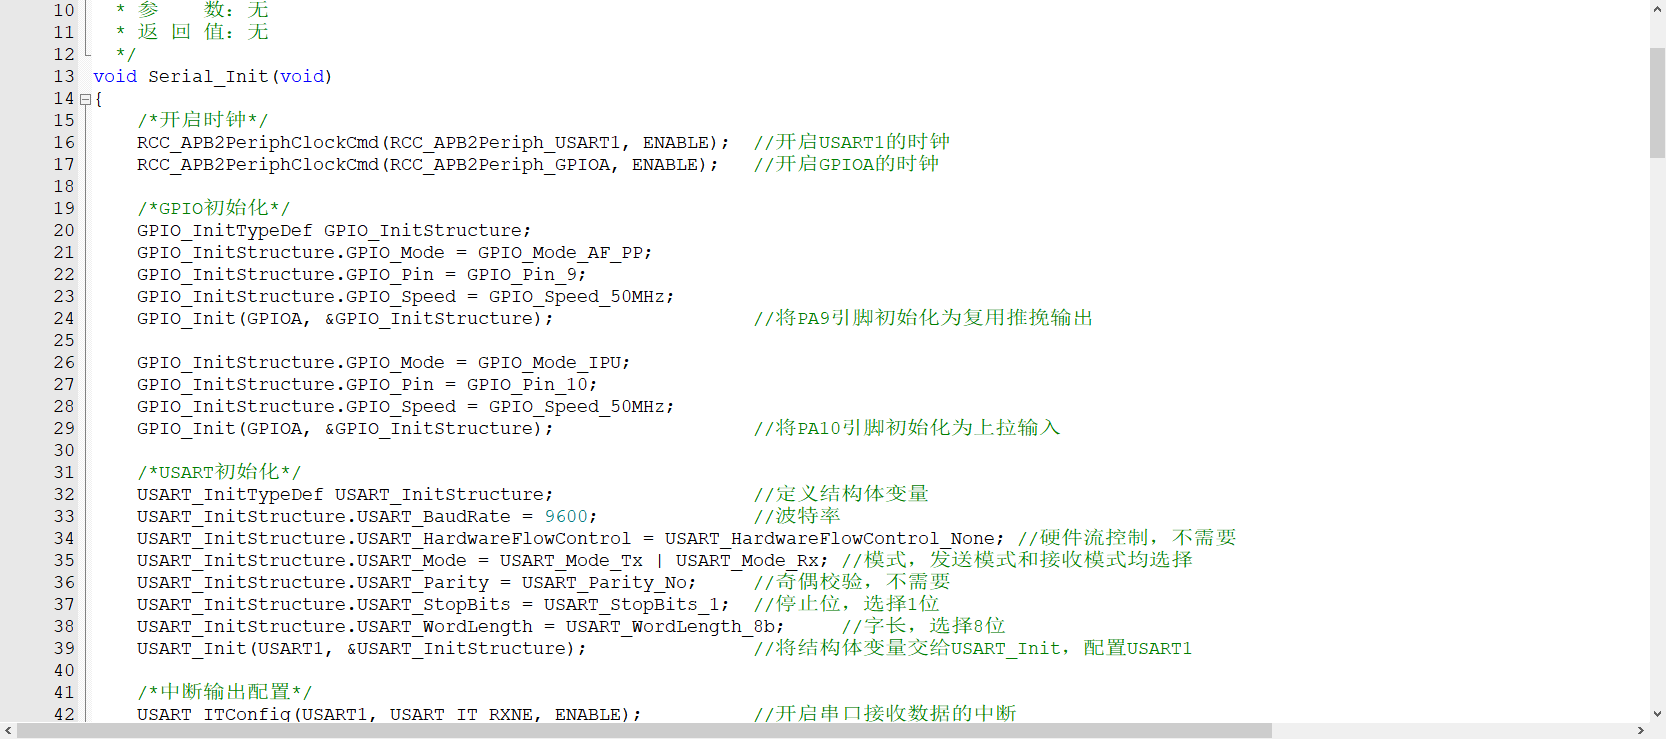 10   * 参    数：无
11   * 返 回 值：无
12   */
13 void Serial_Init(void)
14 {
15     /*开启时钟*/
16     RCC_APB2PeriphClockCmd(RCC_APB2Periph_USART1, ENABLE);  //开启USART1的时钟
17     RCC_APB2PeriphClockCmd(RCC_APB2Periph_GPIOA, ENABLE);   //开启GPIOA的时钟
18
19     /*GPIO初始化*/
20     GPIO_InitTypeDef GPIO_InitStructure;
21     GPIO_InitStructure.GPIO_Mode = GPIO_Mode_AF_PP;
22     GPIO_InitStructure.GPIO_Pin = GPIO_Pin_9;
23     GPIO_InitStructure.GPIO_Speed = GPIO_Speed_50MHz;
24     GPIO_Init(GPIOA, &GPIO_InitStructure);                  //将PA9引脚初始化为复用推挽输出
25
26     GPIO_InitStructure.GPIO_Mode = GPIO_Mode_IPU;
27     GPIO_InitStructure.GPIO_Pin = GPIO_Pin_10;
28     GPIO_InitStructure.GPIO_Speed = GPIO_Speed_50MHz;
29     GPIO_Init(GPIOA, &GPIO_InitStructure);                  //将PA10引脚初始化为上拉输入
30
31     /*USART初始化*/
32     USART_InitTypeDef USART_InitStructure;                  //定义结构体变量
33     USART_InitStructure.USART_BaudRate = 9600;              //波特率
34     USART_InitStructure.USART_HardwareFlowControl = USART_HardwareFlowControl_None; //硬件流控制，不需要
35     USART_InitStructure.USART_Mode = USART_Mode_Tx | USART_Mode_Rx; //模式，发送模式和接收模式均选择
36     USART_InitStructure.USART_Parity = USART_Parity_No;     //奇偶校验，不需要
37     USART_InitStructure.USART_StopBits = USART_StopBits_1;  //停止位，选择1位
38     USART_InitStructure.USART_WordLength = USART_WordLength_8b;     //字长，选择8位
39     USART_Init(USART1, &USART_InitStructure);               //将结构体变量交给USART_Init，配置USART1
40
41     /*中断输出配置*/
42     USART_ITConfig(USART1, USART_IT_RXNE, ENABLE);          //开启串口接收数据的中断